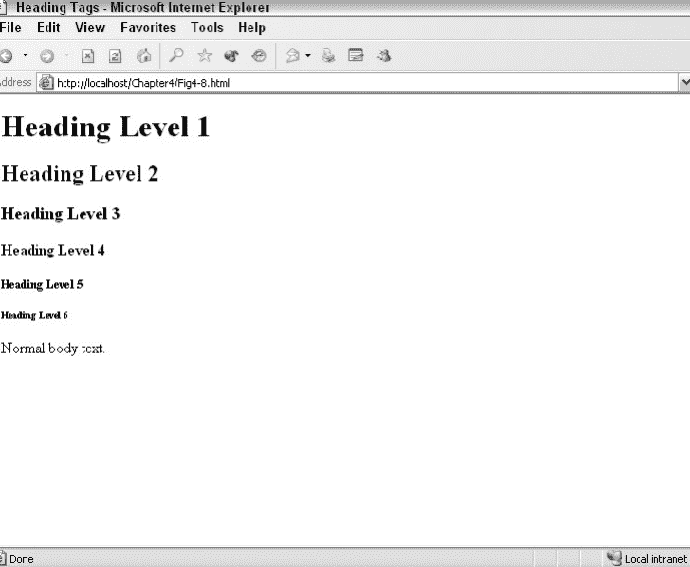 Heading Tags - Microsoft Internet Explorer
File Edit View Favorites Tools Help
Address http://localhost/Chapter4/Fig4-8.html
Heading Level 1
Heading Level 2
Heading Level 3
Heading Level 4
Heading Level 5
Heading Level 6
Normal body text.
Done Local intranet